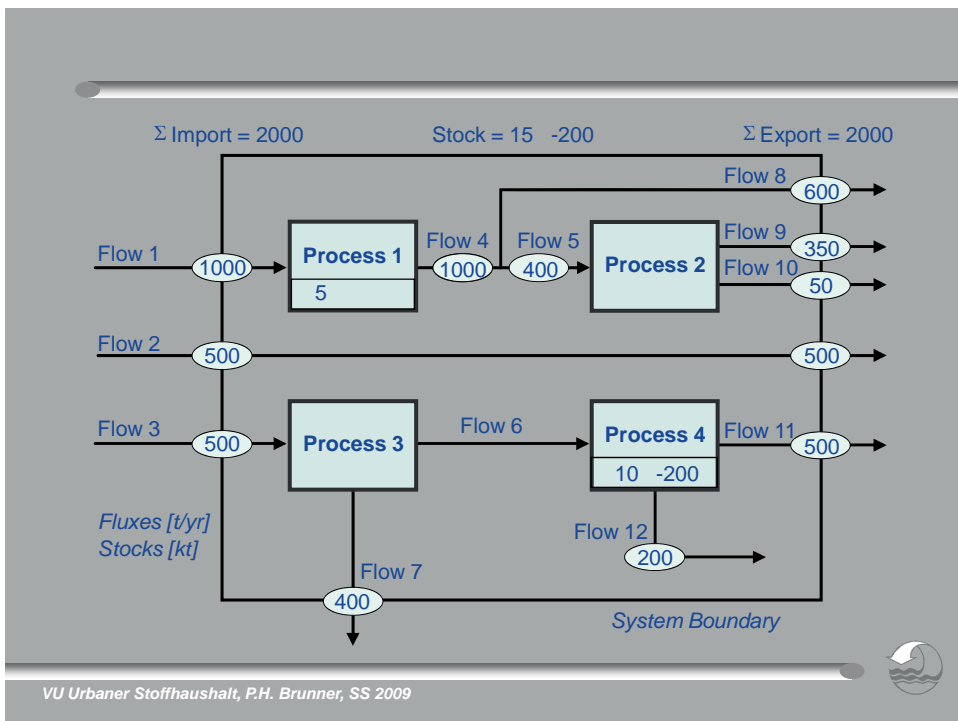 Σ Import = 2000
Stock = 15 -200
Σ Export = 2000
Flow 8
600
Flow 1
1000
Process 1
5
Flow 4
1000
Flow 5
400
Process 2
Flow 9
350
Flow 10
50
Flow 2
500
500
Flow 3
500
Process 3
Flow 6
Process 4
10 -200
Flow 11
500
Fluxes [t/yr]
Stocks [kt]
Flow 12
200
Flow 7
400
System Boundary
VU Urbaner Stoffhaushalt, P.H. Brunner, SS 2009